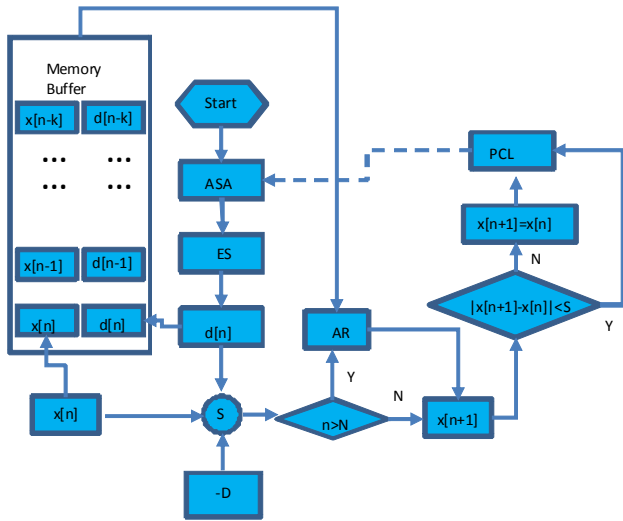 Memory
Buffer
x[n-k]
d[n-k]
... ...
... ...
x[n-1]
d[n-1]
x[n]
d[n]
Start
ASA
ES
d[n]
x[n]
S
-D
n>N
Y
N
AR
x[n+1]
|x[n+1]-x[n]|<S
Y
N
x[n+1]=x[n]
PCL